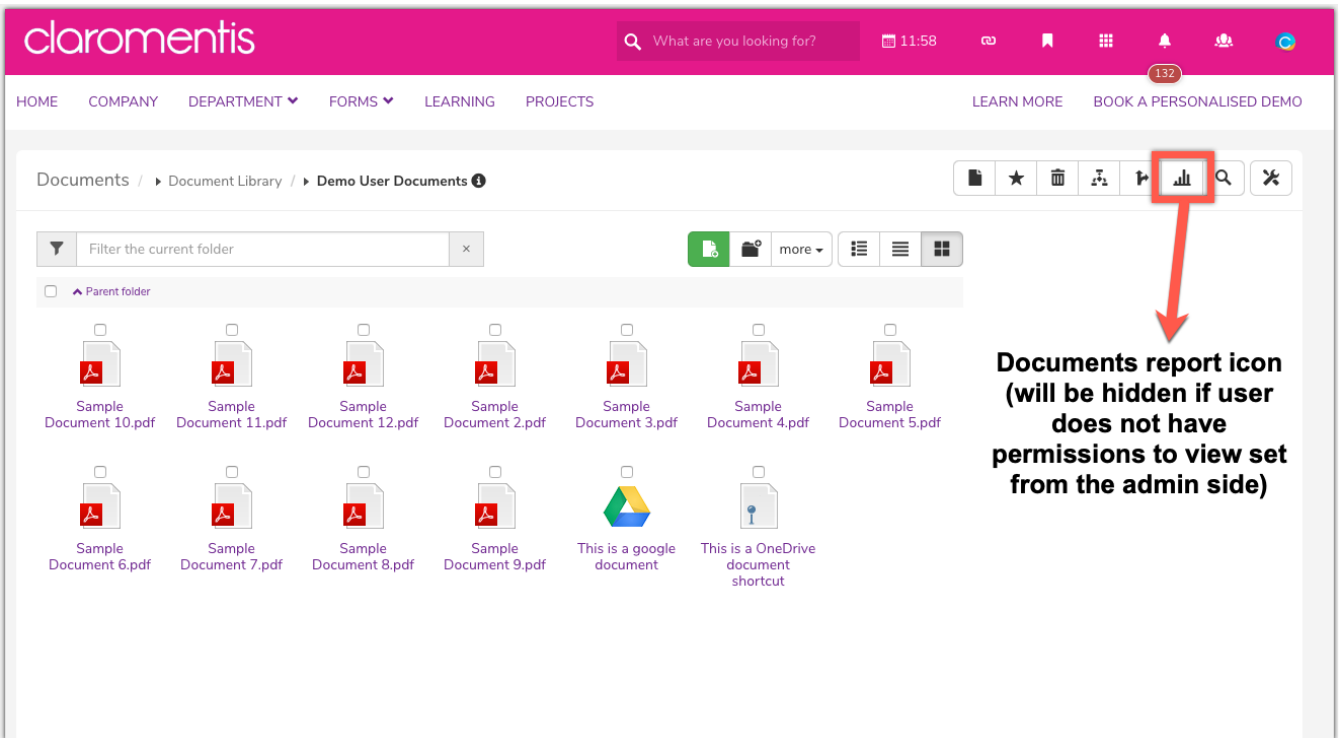 claromentis
What are you looking for?
11:58
132
HOME COMPANY DEPARTMENT FORMS LEARNING PROJECTS LEARN MORE BOOK A PERSONALISED DEMO
Documents / Document Library / Demo User Documents
Filter the current folder ×
more
Parent folder
Sample Sample Sample Sample Sample Sample Sample
Document 10.pdf Document 11.pdf Document 12.pdf Document 2.pdf Document 3.pdf Document 4.pdf Document 5.pdf
Sample Sample Sample Sample This is a google This is a OneDrive
Document 6.pdf Document 7.pdf Document 8.pdf Document 9.pdf document document
shortcut
Documents report icon
(will be hidden if user
does not have
permissions to view set
from the admin side)